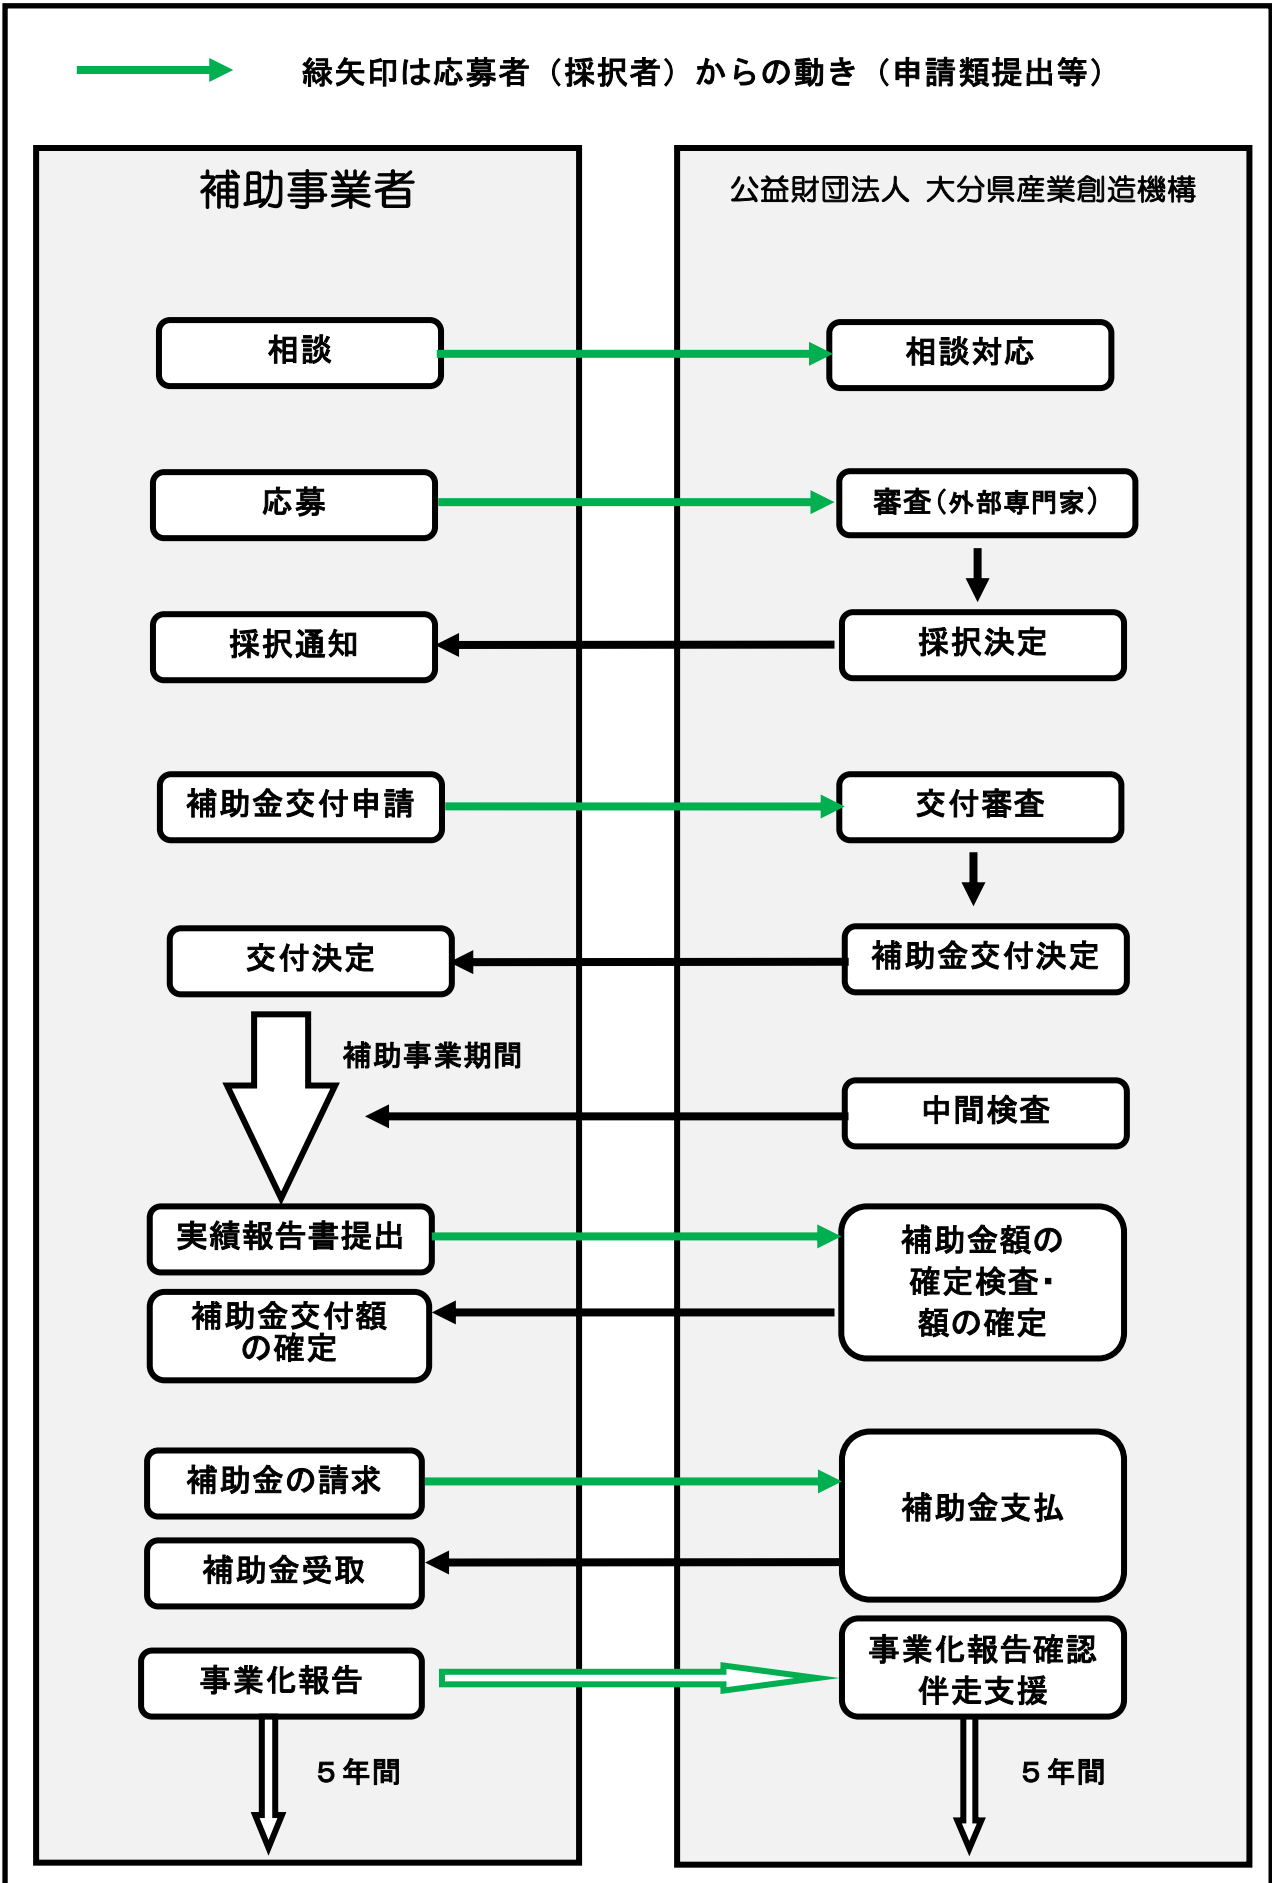 緑矢印は応募者（採択者）からの動き（申請類提出等）
補助事業者
公益財団法人 大分県産業創造機構
相談
相談対応
応募
審査（外部専門家）
採択通知
採択決定
補助金交付申請
交付審査
交付決定
補助金交付決定
補助事業期間
中間検査
実績報告書提出
補助金額の
確定検査・
額の確定
補助金交付額
の確定
補助金の請求
補助金支払
補助金受取
事業化報告
事業化報告確認
伴走支援
５年間
５年間